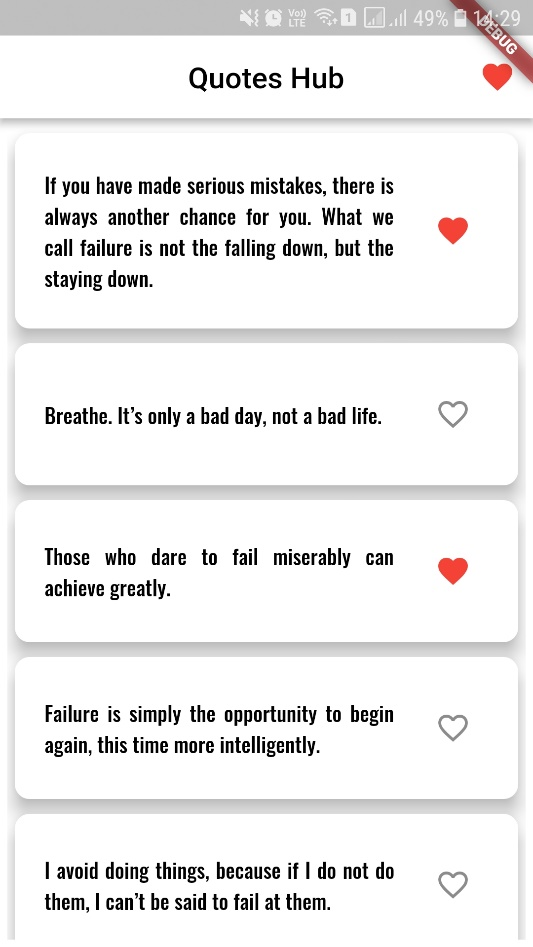 Vo)) LTE 1 49% 14:29
DEBUG
Quotes Hub
If you have made serious mistakes, there is
always another chance for you. What we
call failure is not the falling down, but the
staying down.
Breathe. It’s only a bad day, not a bad life.
Those who dare to fail miserably can
achieve greatly.
Failure is simply the opportunity to begin
again, this time more intelligently.
I avoid doing things, because if I do not do
them, I can’t be said to fail at them.